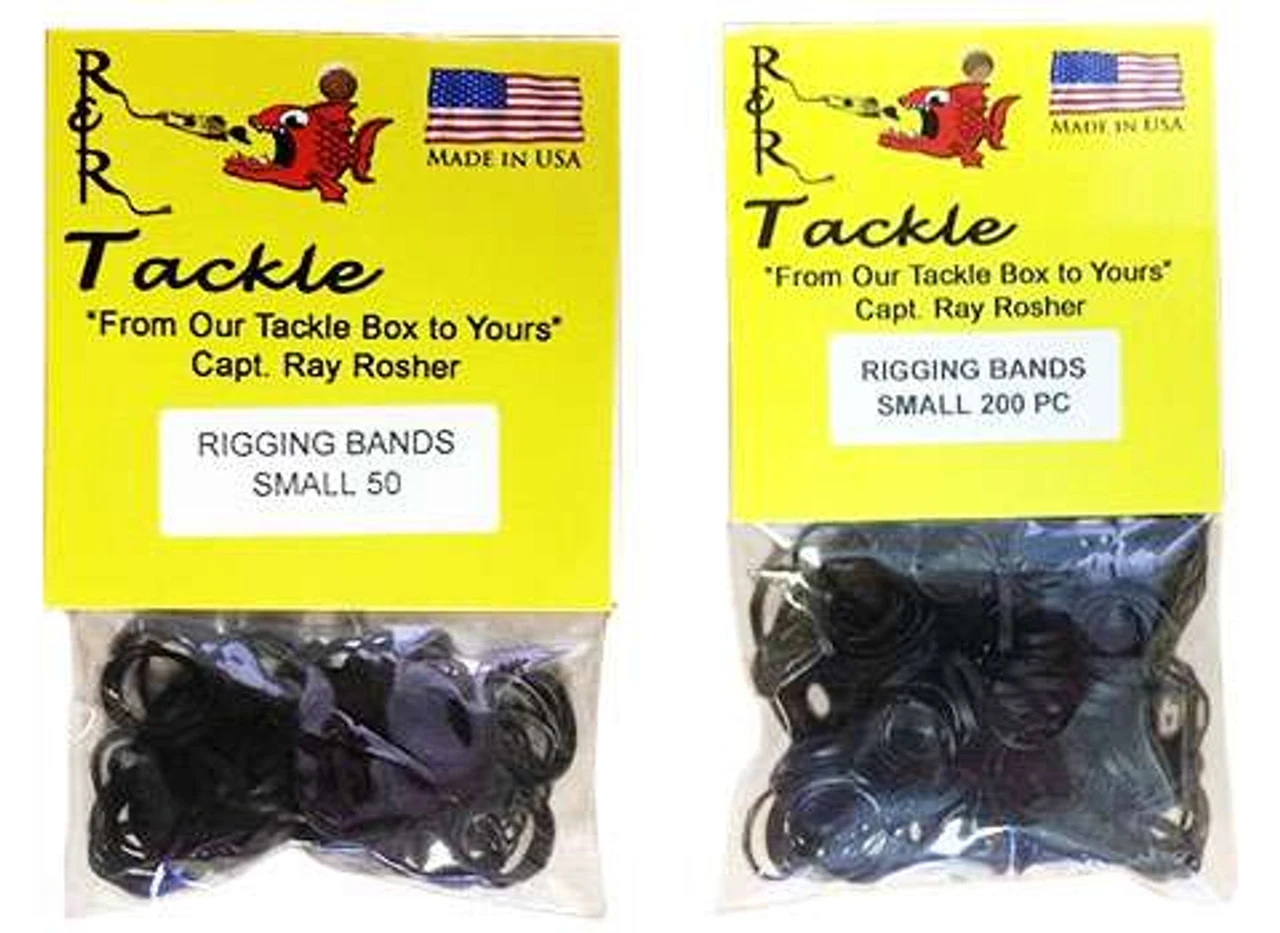 R&R
MADE IN USA
Tackle
"From Our Tackle Box to Yours"
Capt. Ray Rosher
RIGGING BANDS
SMALL 50
R&R
MADE IN USA
Tackle
"From Our Tackle Box to Yours"
Capt. Ray Rosher
RIGGING BANDS
SMALL 200 PC